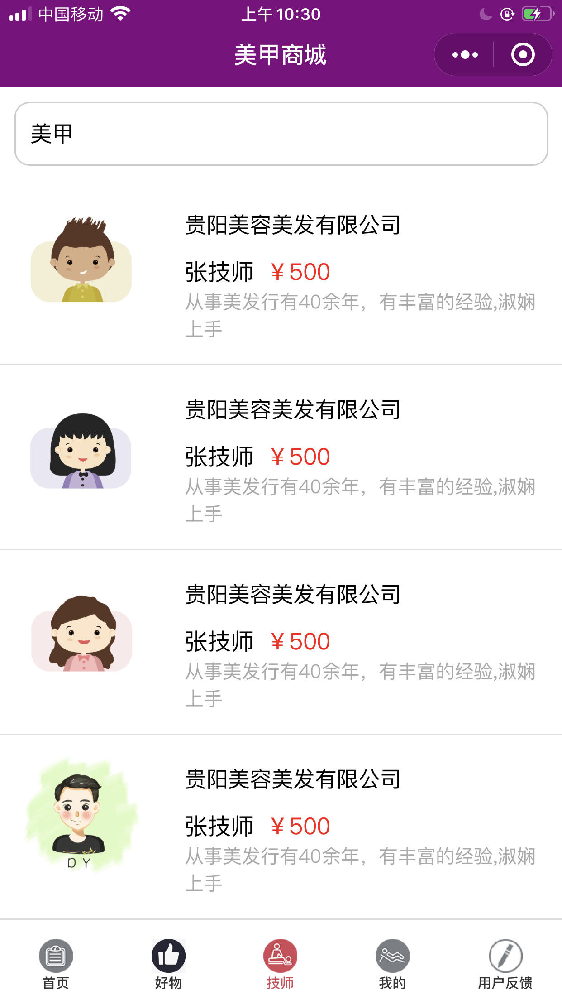 中国移动
上午10:30
美甲商城
美甲
贵阳美容美发有限公司
张技师 ¥500
从事美发行有40余年，有丰富的经验,淑娴
上手
贵阳美容美发有限公司
张技师 ¥500
从事美发行有40余年，有丰富的经验,淑娴
上手
贵阳美容美发有限公司
张技师 ¥500
从事美发行有40余年，有丰富的经验,淑娴
上手
贵阳美容美发有限公司
张技师 ¥500
从事美发行有40余年，有丰富的经验,淑娴
上手
D Y
首页 好物 技师 我的 用户反馈